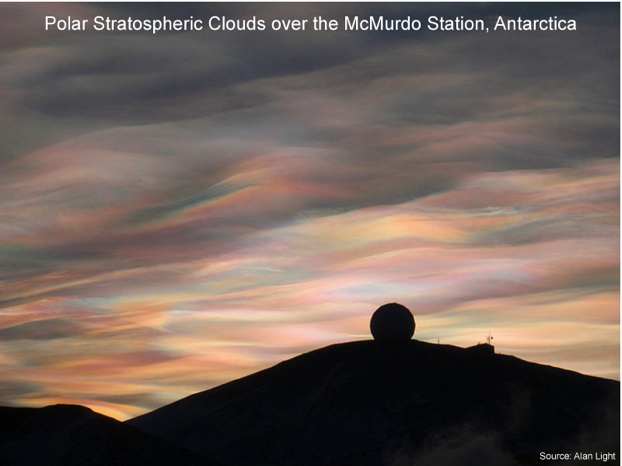 Polar Stratospheric Clouds over the McMurdo Station, Antarctica
Source: Alan Light